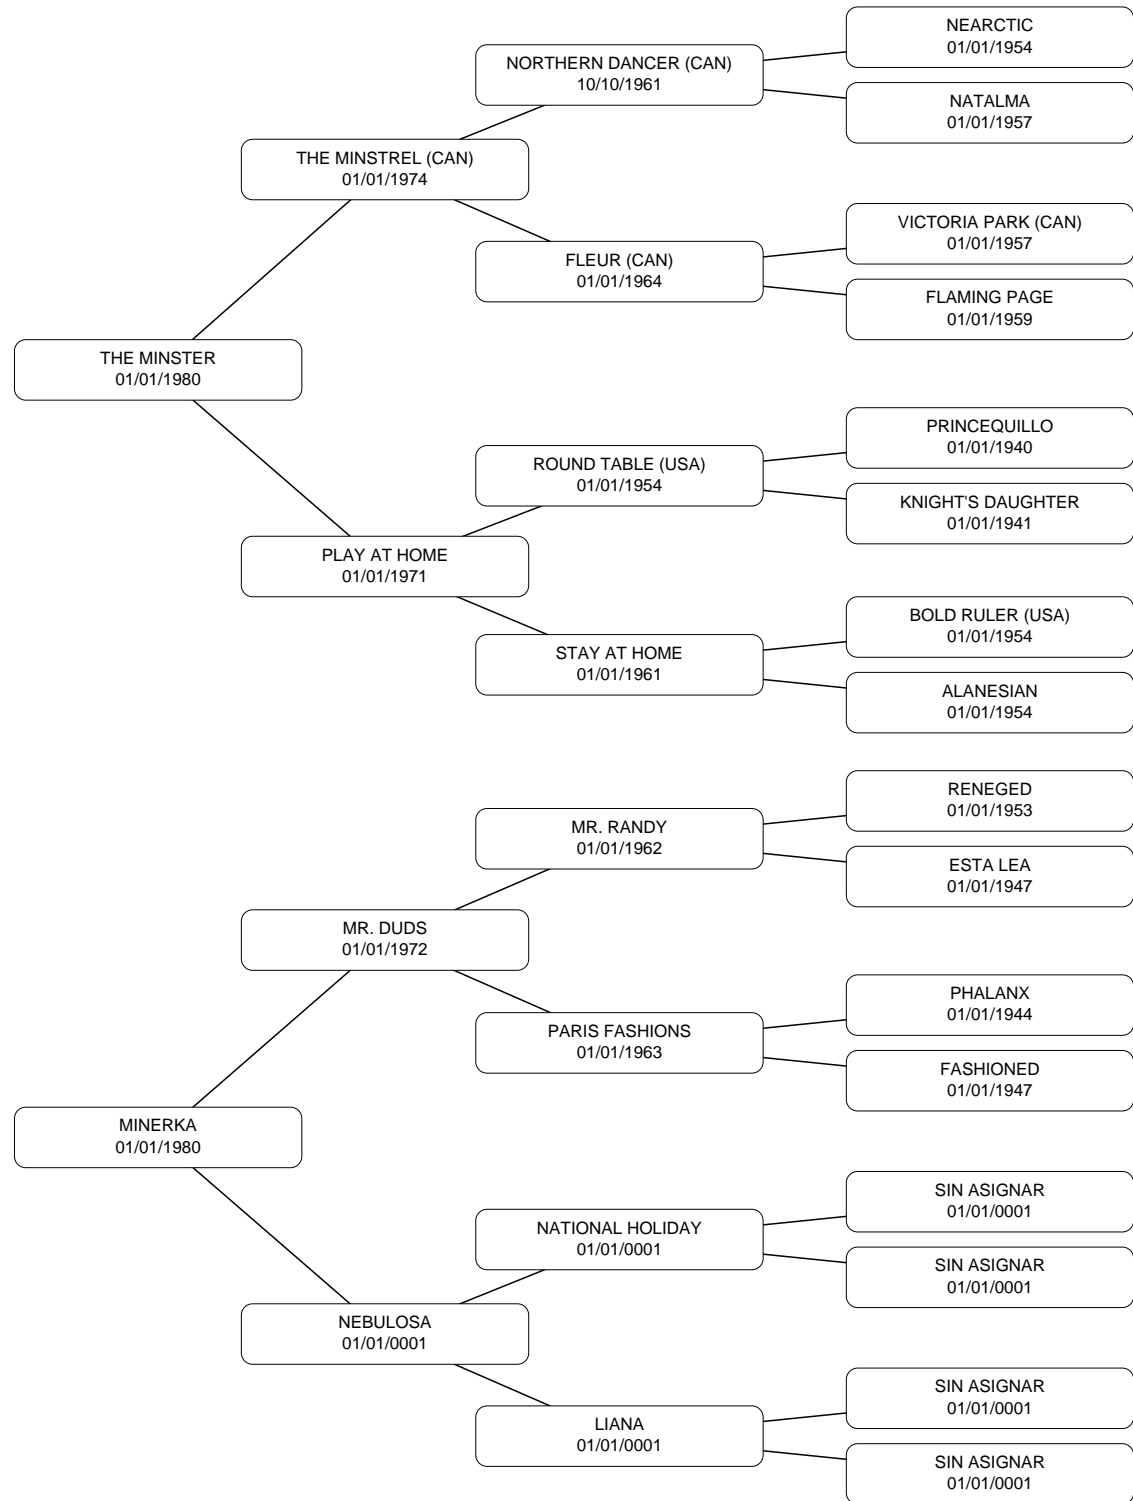 NEARCTIC
01/01/1954
NORTHERN DANCER (CAN)
10/10/1961
NATALMA
01/01/1957
THE MINSTREL (CAN)
01/01/1974
VICTORIA PARK (CAN)
01/01/1957
FLEUR (CAN)
01/01/1964
FLAMING PAGE
01/01/1959
THE MINSTER
01/01/1980
PRINCEQUILLO
01/01/1940
ROUND TABLE (USA)
01/01/1954
KNIGHT'S DAUGHTER
01/01/1941
PLAY AT HOME
01/01/1971
BOLD RULER (USA)
01/01/1954
STAY AT HOME
01/01/1961
ALANESIAN
01/01/1954
RENEGED
01/01/1953
MR. RANDY
01/01/1962
ESTA LEA
01/01/1947
MR. DUDS
01/01/1972
PHALANX
01/01/1944
PARIS FASHIONS
01/01/1963
FASHIONED
01/01/1947
MINERKA
01/01/1980
SIN ASIGNAR
01/01/0001
NATIONAL HOLIDAY
01/01/0001
SIN ASIGNAR
01/01/0001
NEBULOSA
01/01/0001
SIN ASIGNAR
01/01/0001
LIANA
01/01/0001
SIN ASIGNAR
01/01/0001